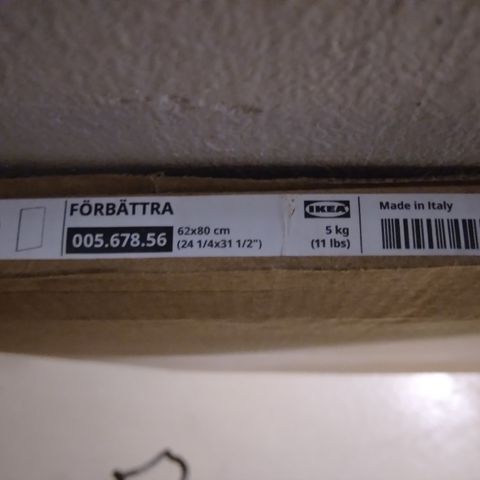 FÖRBÄTTRA
005.678.56
62x80 cm
(24 1/4x31 1/2")
IKEA
5 kg
(11 lbs)
Made in Italy